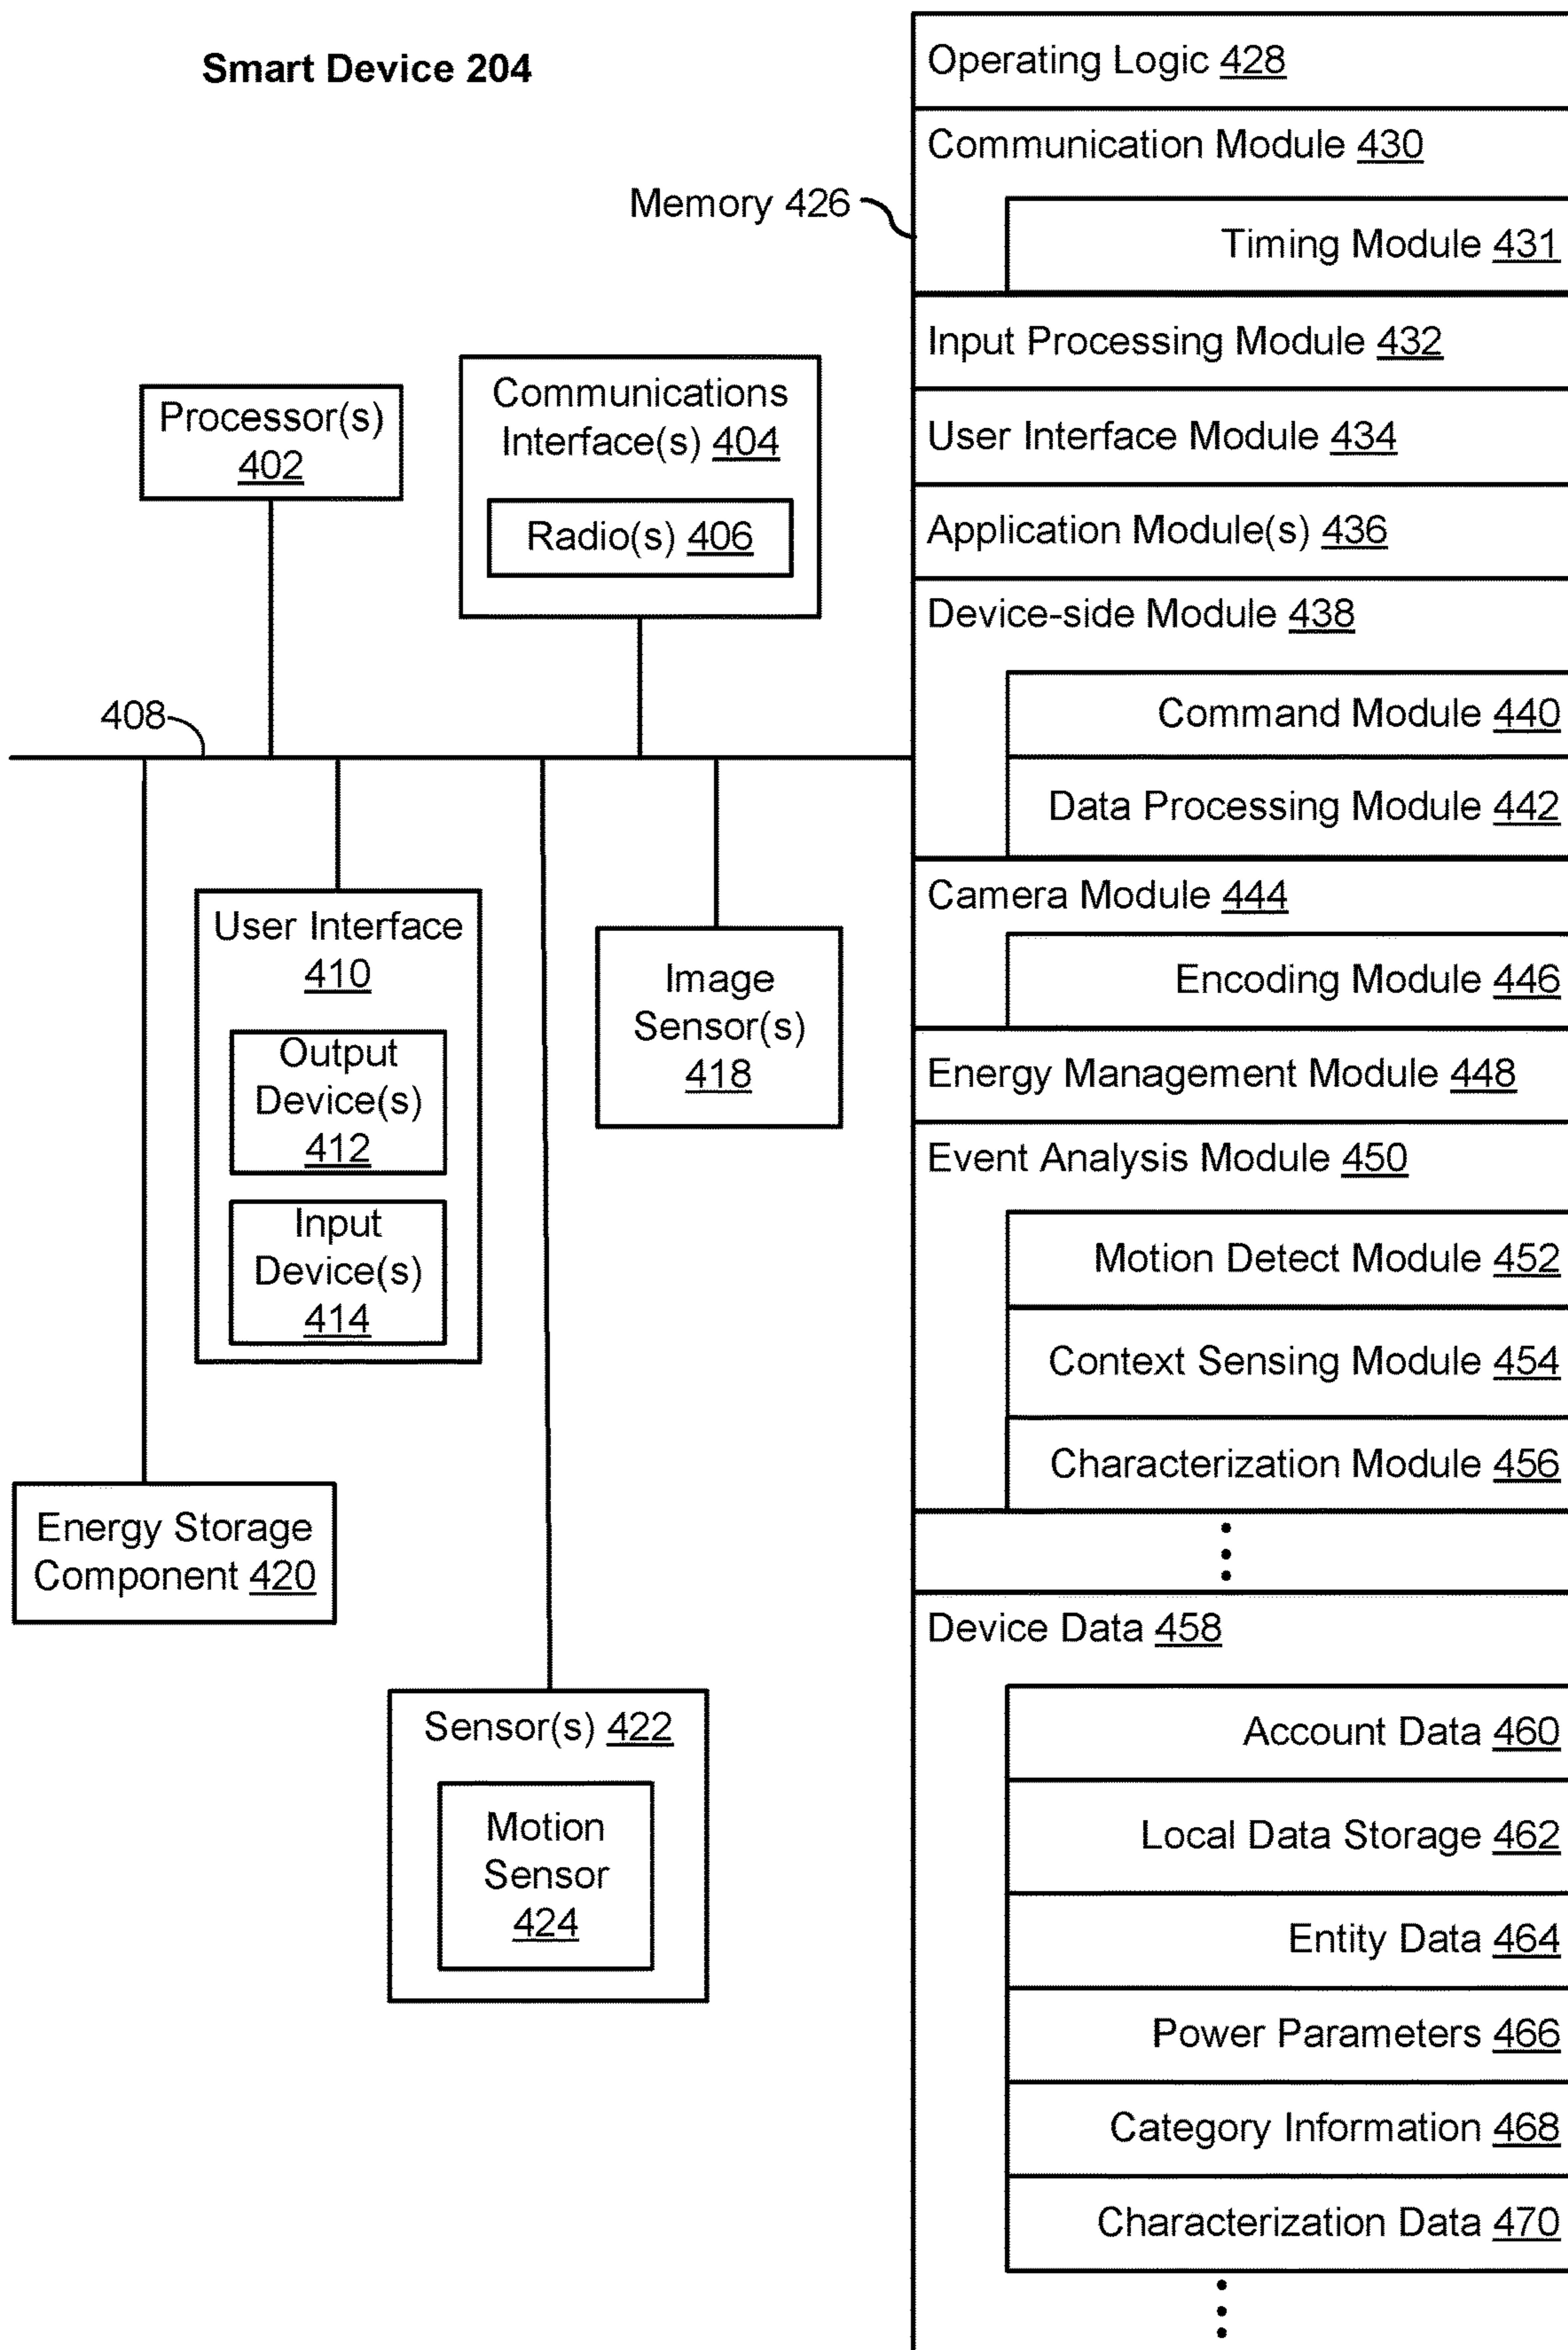 Smart Device 204
Memory 426
Processor(s)
402
Communications
Interface(s) 404
Radio(s) 406
408
User Interface
410
Output
Device(s)
412
Input
Device(s)
414
Image
Sensor(s)
418
Energy Storage
Component 420
Sensor(s) 422
Motion
Sensor
424
Operating Logic 428
Communication Module 430
Timing Module 431
Input Processing Module 432
User Interface Module 434
Application Module(s) 436
Device-side Module 438
Command Module 440
Data Processing Module 442
Camera Module 444
Encoding Module 446
Energy Management Module 448
Event Analysis Module 450
Motion Detect Module 452
Context Sensing Module 454
Characterization Module 456
Device Data 458
Account Data 460
Local Data Storage 462
Entity Data 464
Power Parameters 466
Category Information 468
Characterization Data 470